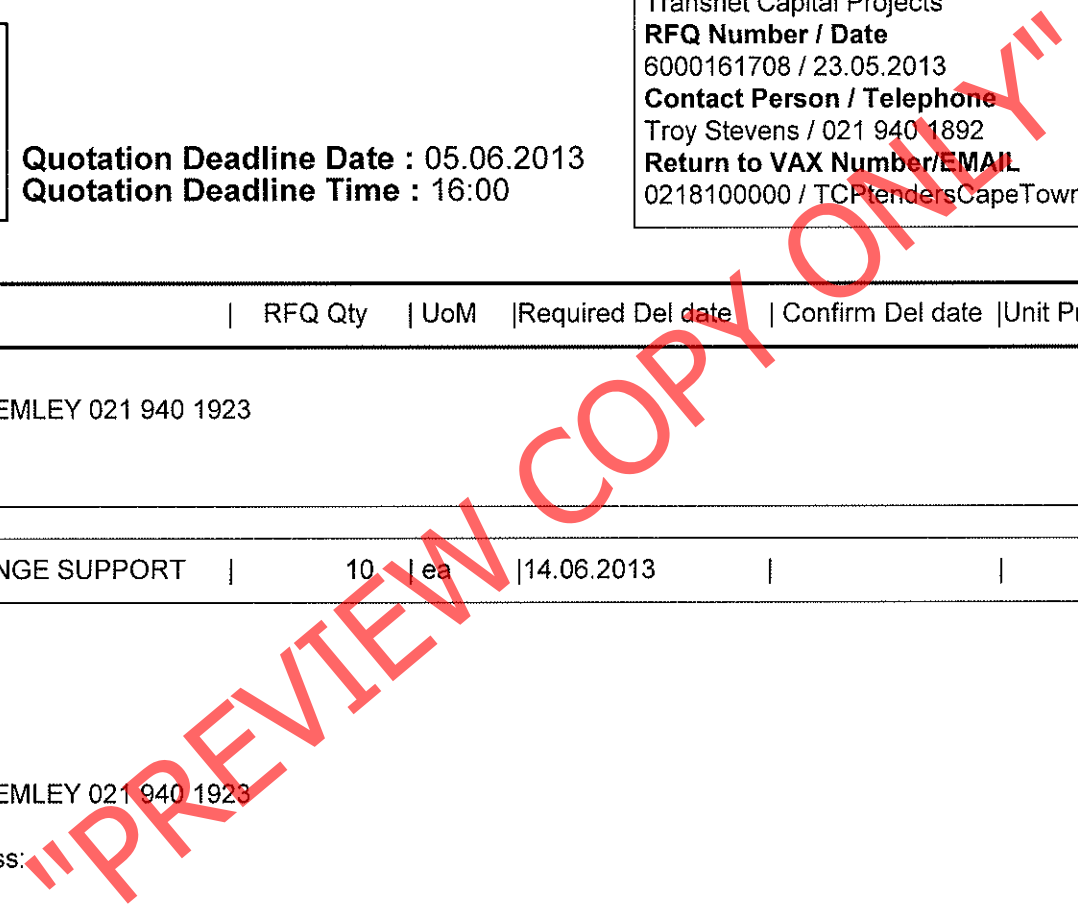 Transnet Capital Projects
RFQ Number / Date
6000161708 / 23.05.2013
Contact Person / Telephone
Troy Stevens / 021 940 1892
Return to VAX Number/EMAIL
0218100000 / TCPtendersCapeTown
Quotation Deadline Date : 05.06.2013
Quotation Deadline Time : 16:00
| RFQ Qty | UoM |Required Del date | Confirm Del date |Unit Pr
EMLEY 021 940 1923
NGE SUPPORT | 10 | ea |14.06.2013 | |
EMLEY 021 940 1923
ss:
"PREVIEW COPY ONLY"